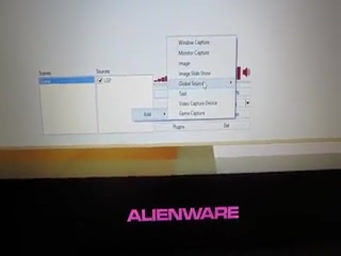 Window Capture
Monitor Capture
Image
Image Slide Show
Global Source
Text
Video Capture Device
Game Capture
Scenes:
Sources:
Add
Plugins
ALIENWARE